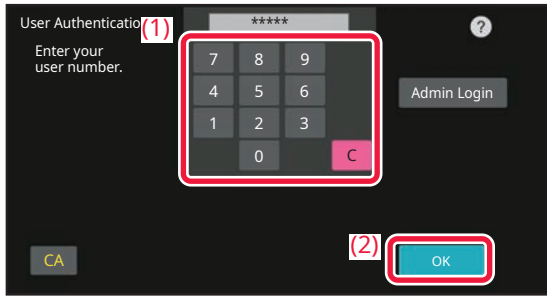 User Authentication
(1)
*****
?
Enter your
user number.
7 8 9
4 5 6
Admin Login
1 2 3
0 C
(2)
CA
OK